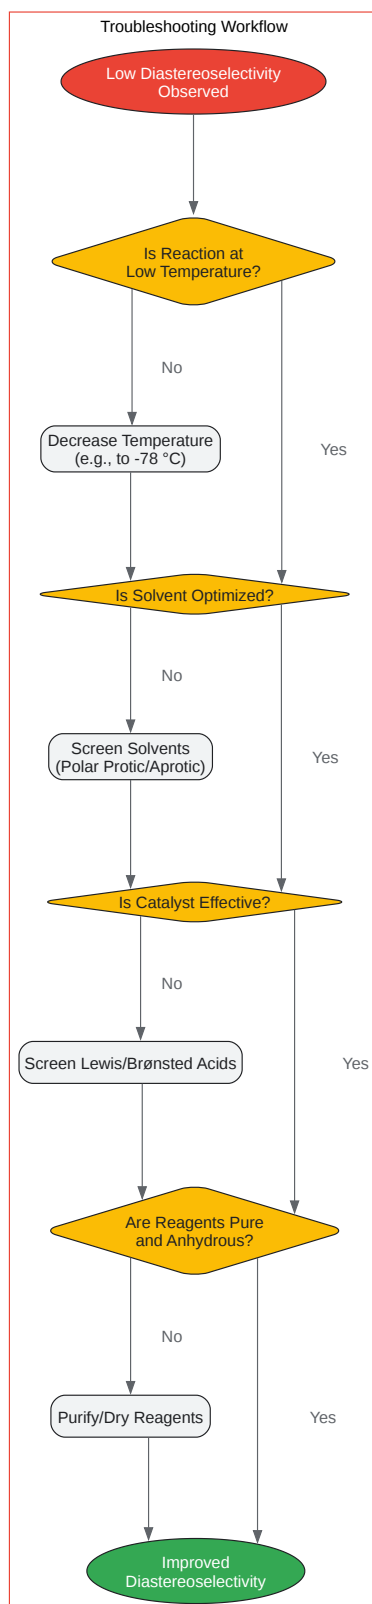 Troubleshooting Workflow
Low Diastereoselectivity
Observed
Is Reaction at
Low Temperature?
No
Decrease Temperature
(e.g., to -78 °C)
Yes
Is Solvent Optimized?
No
Screen Solvents
(Polar Protic/Aprotic)
Yes
Is Catalyst Effective?
No
Screen Lewis/Brønsted Acids
Yes
Are Reagents Pure
and Anhydrous?
No
Purify/Dry Reagents
Yes
Improved
Diastereoselectivity